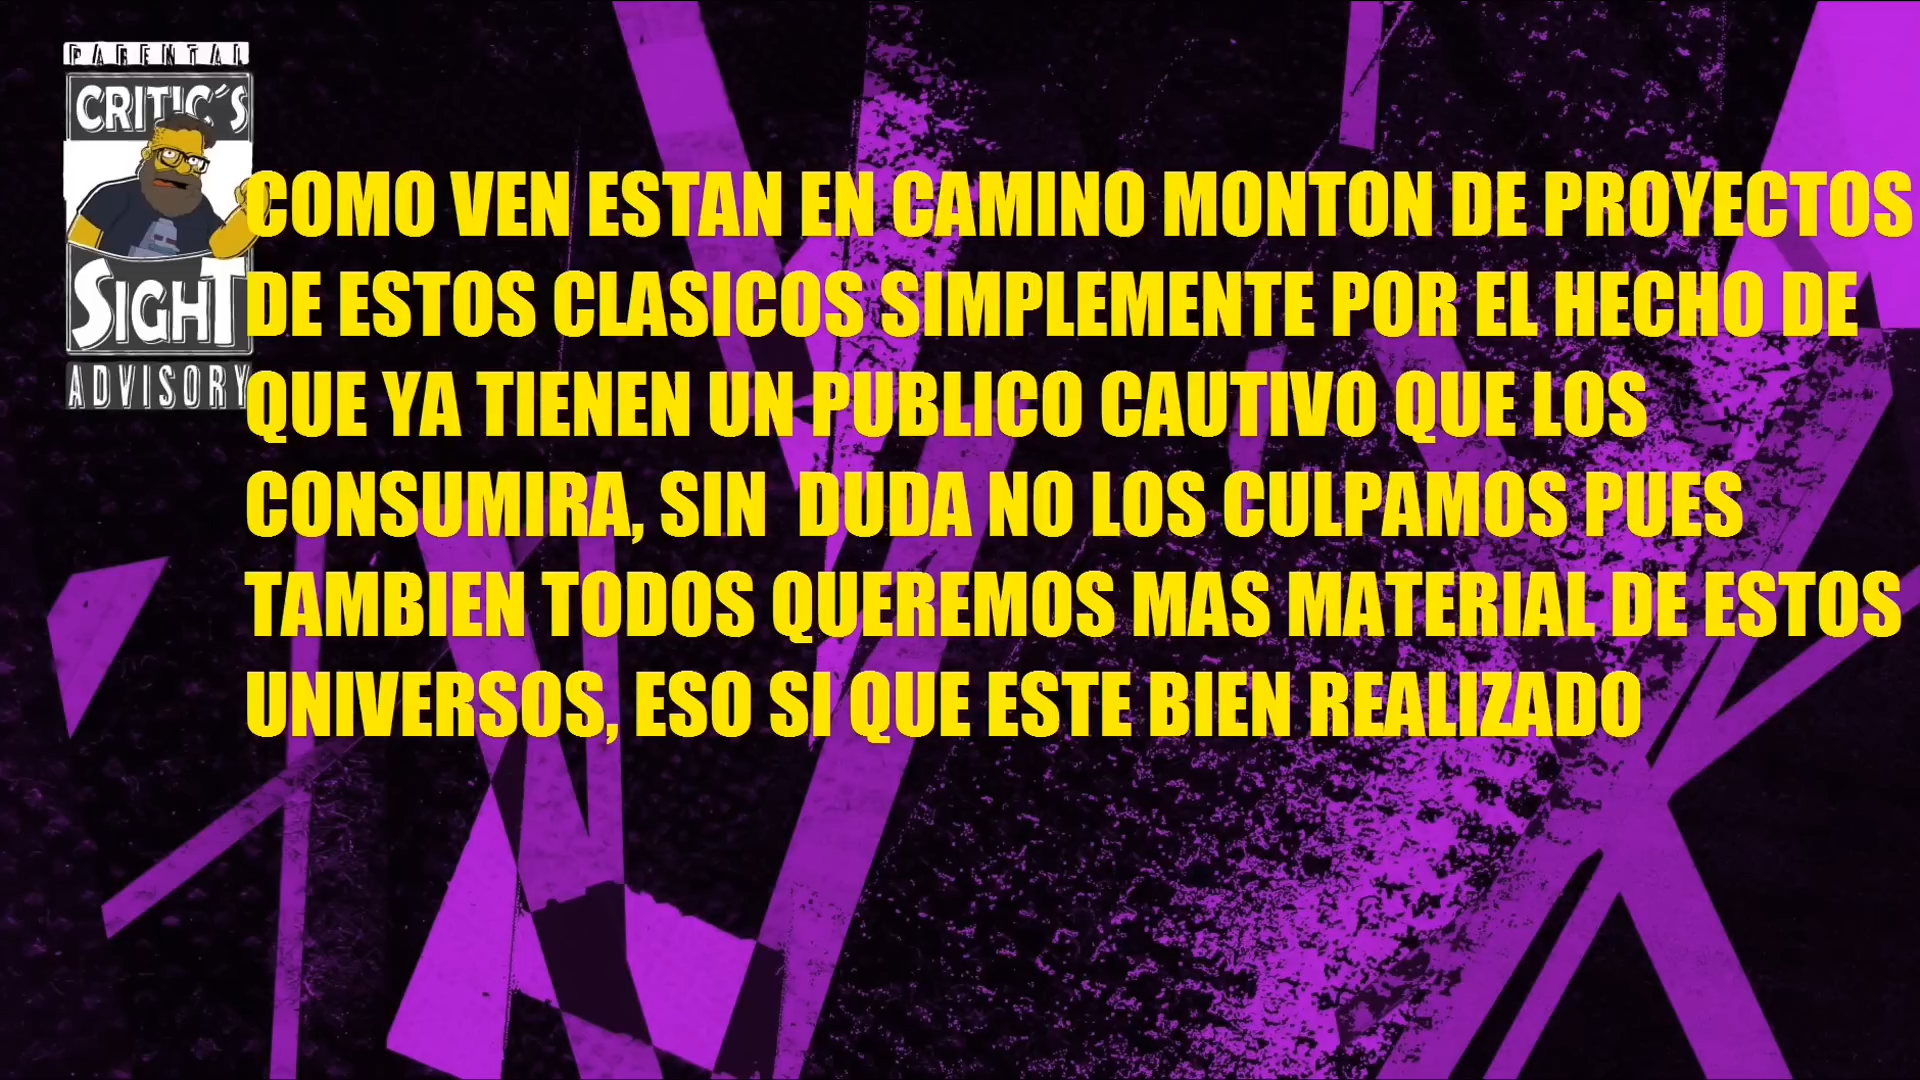 PARENTAL
CRITIC´S
SIGHT
ADVISORY
COMO VEN ESTAN EN CAMINO MONTON DE PROYECTOS
DE ESTOS CLASICOS SIMPLEMENTE POR EL HECHO DE
QUE YA TIENEN UN PUBLICO CAUTIVO QUE LOS
CONSUMIRA, SIN  DUDA NO LOS CULPAMOS PUES
TAMBIEN TODOS QUEREMOS MAS MATERIAL DE ESTOS
UNIVERSOS, ESO SI QUE ESTE BIEN REALIZADO